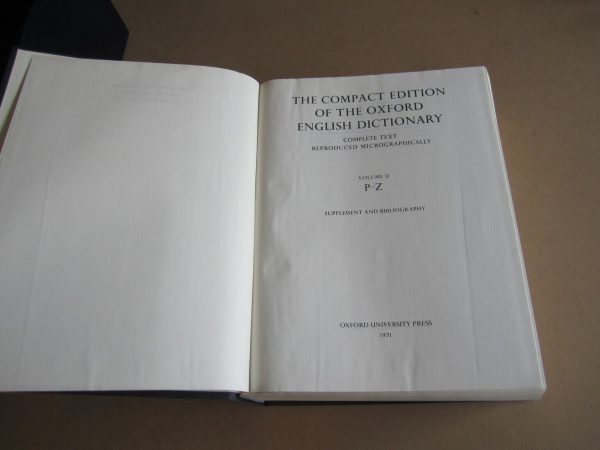 THE COMPACT EDITION
OF THE OXFORD
ENGLISH DICTIONARY
COMPLETE TEXT
REPRODUCED MICROGRAPHICALLY
VOLUME II
P-Z
SUPPLEMENT AND BIBLIOGRAPHY
OXFORD UNIVERSITY PRESS
1971